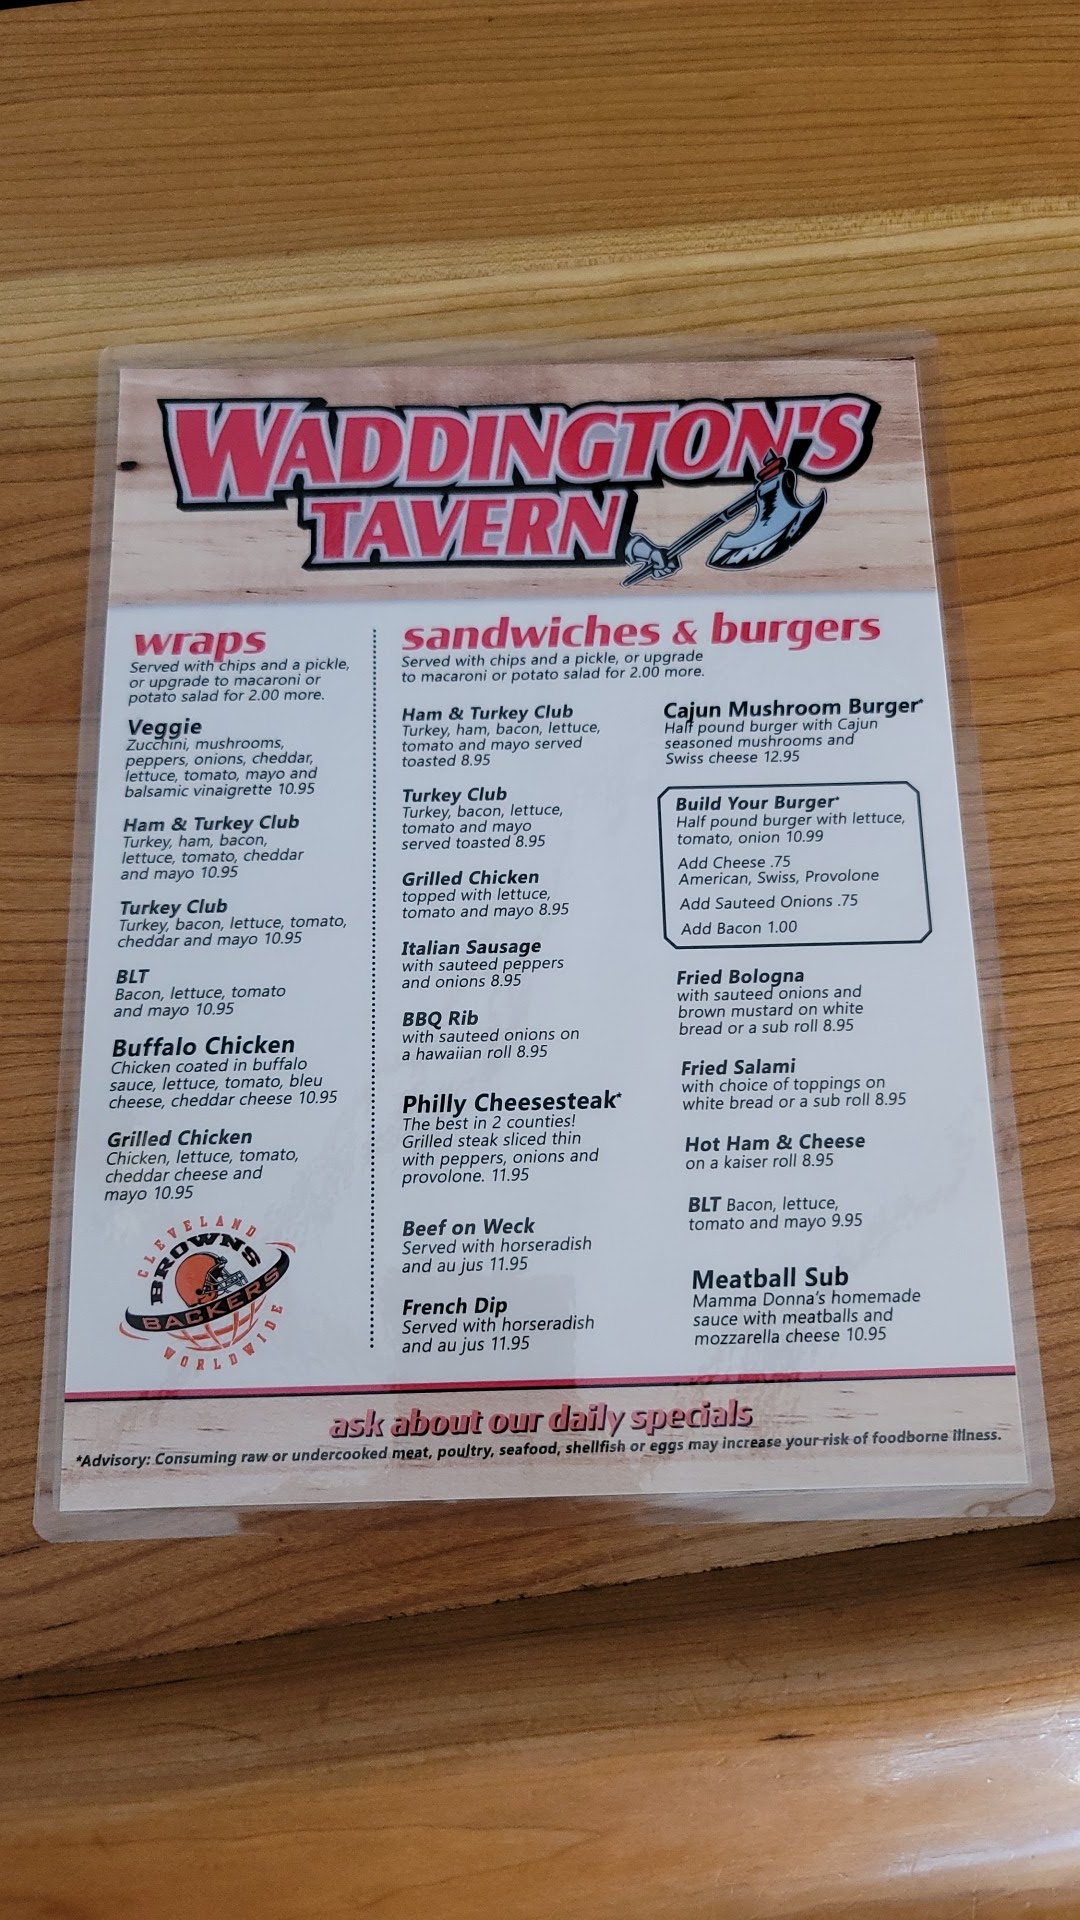 WADDINGTON'S
TAVERN
wraps
Served with chips and a pickle,
or upgrade to macaroni or
potato salad for 2.00 more.
Veggie
Zucchini, mushrooms,
peppers, onions, cheddar,
lettuce, tomato, mayo and
balsamic vinaigrette 10.95
Ham & Turkey Club
Turkey, ham, bacon,
lettuce, tomato, cheddar
and mayo 10.95
Turkey Club
Turkey, bacon, lettuce, tomato,
cheddar and mayo 10.95
BLT
Bacon, lettuce, tomato
and mayo 10.95
Buffalo Chicken
Chicken coated in buffalo
sauce, lettuce, tomato, bleu
cheese, cheddar cheese 10.95
Grilled Chicken
Chicken, lettuce, tomato,
cheddar cheese and
mayo 10.95
CLEVELAND
BROWNS
BACKERS
WORLDWIDE
sandwiches & burgers
Served with chips and a pickle, or upgrade
to macaroni or potato salad for 2.00 more.
Ham & Turkey Club
Turkey, ham, bacon, lettuce,
tomato and mayo served
toasted 8.95
Turkey Club
Turkey, bacon, lettuce,
tomato and mayo
served toasted 8.95
Grilled Chicken
topped with lettuce,
tomato and mayo 8.95
Italian Sausage
with sauteed peppers
and onions 8.95
BBQ Rib
with sauteed onions on
a hawaiian roll 8.95
Philly Cheesesteak*
The best in 2 counties!
Grilled steak sliced thin
with peppers, onions and
provolone. 11.95
Beef on Weck
Served with horseradish
and au jus 11.95
French Dip
Served with horseradish
and au jus 11.95
Cajun Mushroom Burger*
Half pound burger with Cajun
seasoned mushrooms and
Swiss cheese 12.95
Build Your Burger*
Half pound burger with lettuce,
tomato, onion 10.99
Add Cheese .75
American, Swiss, Provolone
Add Sauteed Onions .75
Add Bacon 1.00
Fried Bologna
with sauteed onions and
brown mustard on white
bread or a sub roll 8.95
Fried Salami
with choice of toppings on
white bread or a sub roll 8.95
Hot Ham & Cheese
on a kaiser roll 8.95
BLT Bacon, lettuce,
tomato and mayo 9.95
Meatball Sub
Mamma Donna's homemade
sauce with meatballs and
mozzarella cheese 10.95
ask about our daily specials
*Advisory: Consuming raw or undercooked meat, poultry, seafood, shellfish or eggs may increase your risk of foodborne illness.